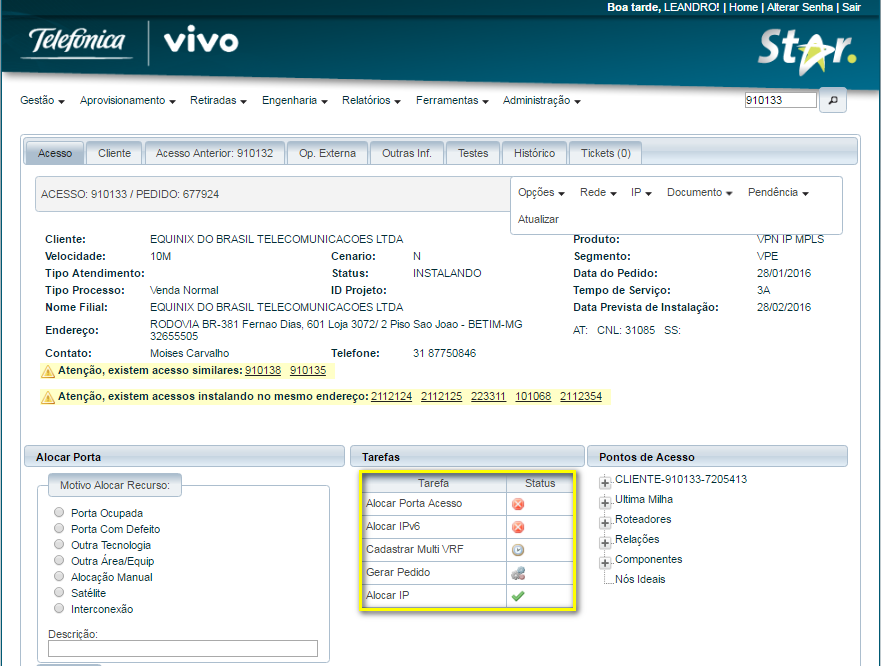 Boa tarde, LEANDRO! | Home | Alterar Senha | Sair
Telefónica vivo
Star.
Gestão Aprovisionamento Retiradas Engenharia Relatórios Ferramentas Administração 910133
Acesso Cliente Acesso Anterior: 910132 Op. Externa Outras Inf. Testes Histórico Tickets (0)
ACESSO: 910133 / PEDIDO: 677924
Opções Rede IP Documento Pendência
Atualizar
Cliente: EQUINIX DO BRASIL TELECOMUNICACOES LTDA Produto: VPN IP MPLS
Velocidade: 10M Cenario: N Segmento: VPE
Tipo Atendimento: Status: INSTALANDO Data do Pedido: 28/01/2016
Tipo Processo: Venda Normal ID Projeto: Tempo de Serviço: 3A
Nome Filial: EQUINIX DO BRASIL TELECOMUNICACOES LTDA Data Prevista de Instalação: 28/02/2016
Endereço: RODOVIA BR-381 Fernao Dias, 601 Loja 3072/ 2 Piso Sao Joao - BETIM-MG
32655505
AT: CNL: 31085 SS:
Contato: Moises Carvalho Telefone: 31 87750846
Atenção, existem acesso similares: 910138 910135
Atenção, existem acessos instalando no mesmo endereço: 2112124 2112125 223311 101068 2112354
Alocar Porta
Motivo Alocar Recurso:
Porta Ocupada
Porta Com Defeito
Outra Tecnologia
Outra Área/Equip
Alocação Manual
Satélite
Interconexão
Descrição:
Tarefas
Tarefa Status
Alocar Porta Acesso
Alocar IPv6
Cadastrar Multi VRF
Gerar Pedido
Alocar IP
Pontos de Acesso
CLIENTE-910133-7205413
Ultima Milha
Roteadores
Relações
Componentes
Nós Ideais